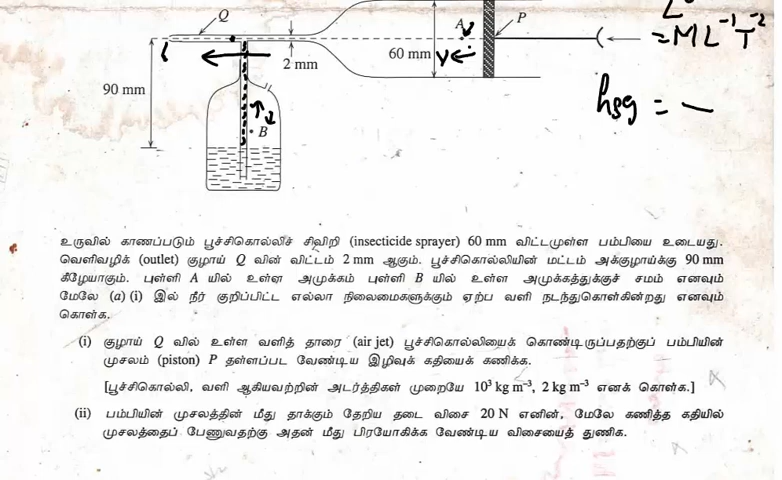 L
= M L⁻¹ T⁻²
Q
A
P
60 mm
V
2 mm
90 mm
B
hρg =
உருவில் காணப்படும் பூச்சிகொல்லிச் சிவிறி (insecticide sprayer) 60 mm விட்டமுள்ள பம்பியை உடையது.
வெளிவழிக் (outlet) குழாய் Q வின் விட்டம் 2 mm ஆகும். பூச்சிகொல்லியின் மட்டம் அக்குழாய்க்கு 90 mm
கீழேயாகும். புள்ளி A யில் உள்ள அமுக்கம் புள்ளி B யில் உள்ள அமுக்கத்துக்குச் சமம் எனவும்
மேலே (a) (i) இல் நீர் குறிப்பிட்ட எல்லா நிலைமைகளுக்கும் ஏற்ப வளி நடந்துகொள்கின்றது எனவும்
கொள்க.
(i) குழாய் Q வில் உள்ள வளித் தாரை (air jet) பூச்சிகொல்லியைக் கொண்டிருப்பதற்குப் பம்பியின்
முசலம் (piston) P தள்ளப்பட வேண்டிய இழிவுக் கதியைக் கணிக்க.
[பூச்சிகொல்லி, வளி ஆகியவற்றின் அடர்த்திகள் முறையே 10³ kg m⁻³, 2 kg m⁻³ எனக் கொள்க.]
(ii) பம்பியின் முசலத்தின் மீது தாக்கும் தேறிய தடை விசை 20 N எனின், மேலே கணித்த கதியில்
முசலத்தைப் பேணுவதற்கு அதன் மீது பிரயோகிக்க வேண்டிய விசையைத் துணிக.